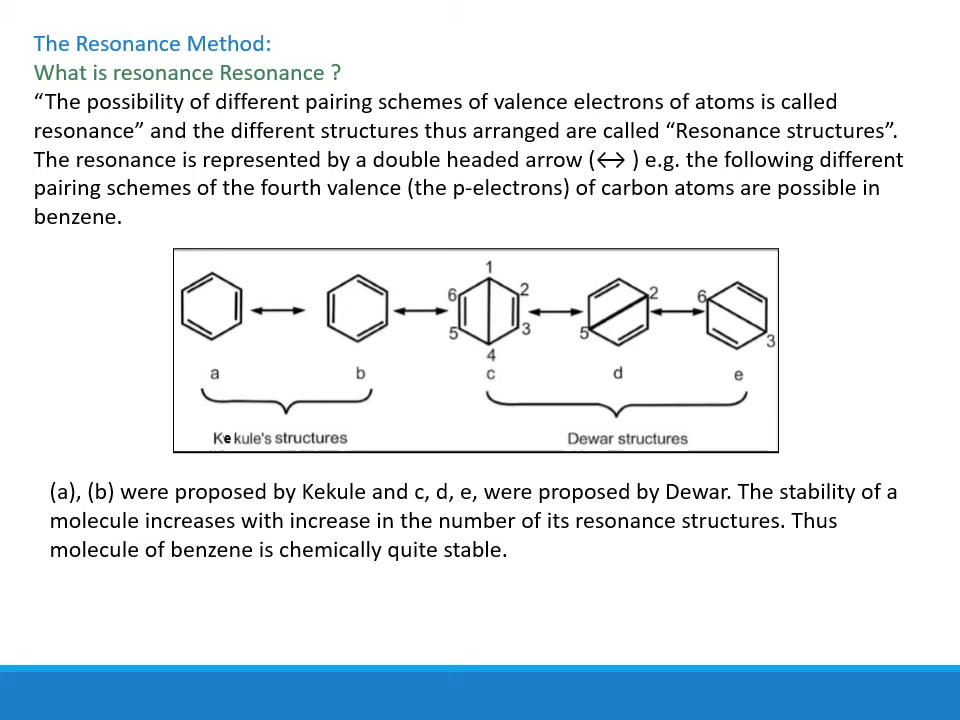 The Resonance Method:
What is resonance Resonance ?
“The possibility of different pairing schemes of valence electrons of atoms is called
resonance” and the different structures thus arranged are called “Resonance structures”.
The resonance is represented by a double headed arrow (↔ ) e.g. the following different
pairing schemes of the fourth valence (the p-electrons) of carbon atoms are possible in
benzene.
1
6 2 2 6
5 3 5 3
4
a b c d e
Kekule's structures Dewar structures
(a), (b) were proposed by Kekule and c, d, e, were proposed by Dewar. The stability of a
molecule increases with increase in the number of its resonance structures. Thus
molecule of benzene is chemically quite stable.